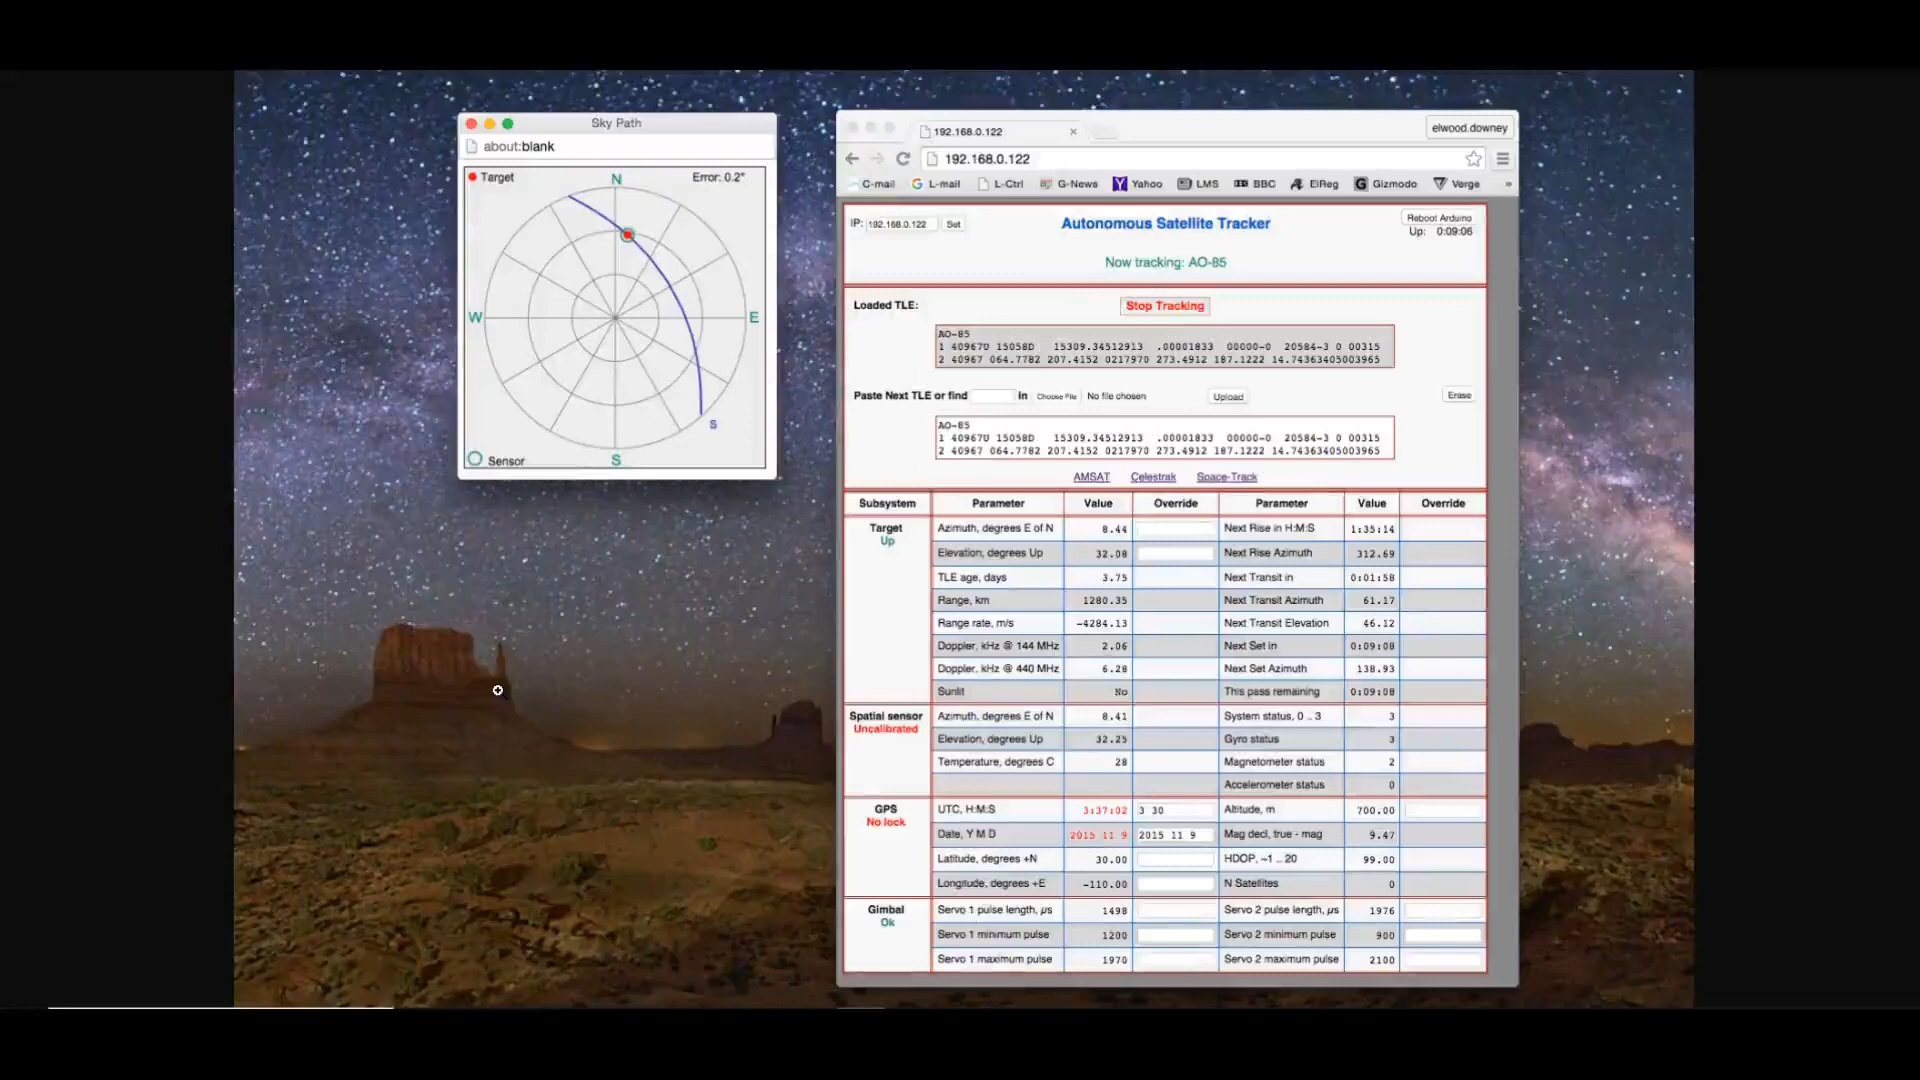 Sky Path
about:blank
Target
Error: 0.2°
N
W
E
S
S
Sensor
192.168.0.122
elwood.downey
192.168.0.122
C-mail L-mail L-Ctrl G-News Yahoo LMS BBC ElReg Gizmodo Verge »
IP: 192.168.0.122 Set
Autonomous Satellite Tracker
Reboot Arduino
Up: 0:09:06
Now tracking: AO-85
Loaded TLE:
Stop Tracking
AO-85
1 40967U 15058D 15309.34512913 .00001833 00000-0 20584-3 0 00315
2 40967 064.7782 207.4152 0217970 273.4912 187.1222 14.74363405003965
Paste Next TLE or find in Choose File No file chosen Upload Erase
AO-85
1 40967U 15058D 15309.34512913 .00001833 00000-0 20584-3 0 00315
2 40967 064.7782 207.4152 0217970 273.4912 187.1222 14.74363405003965
AMSAT Celestrak Space-Track
Subsystem Parameter Value Override Parameter Value Override
Target Azimuth, degrees E of N 8.44 Next Rise in H:M:S 1:35:14
Up
Elevation, degrees Up 32.08 Next Rise Azimuth 312.69
TLE age, days 3.75 Next Transit in 0:01:58
Range, km 1280.35 Next Transit Azimuth 61.17
Range rate, m/s -4284.13 Next Transit Elevation 46.12
Doppler, kHz @ 144 MHz 2.06 Next Set in 0:09:08
Doppler, kHz @ 440 MHz 6.28 Next Set Azimuth 138.93
Sunlit No This pass remaining 0:09:08
Spatial sensor Azimuth, degrees E of N 8.41 System status, 0 .. 3 3
Uncalibrated
Elevation, degrees Up 32.25 Gyro status 3
Temperature, degrees C 28 Magnetometer status 2
Accelerometer status 0
GPS UTC, H:M:S 3:37:02 3 30 Altitude, m 700.00
No lock
Date, Y M D 2015 11 9 2015 11 9 Mag decl, true - mag 9.47
Latitude, degrees +N 30.00 HDOP, ~1 .. 20 99.00
Longitude, degrees +E -110.00 N Satellites 0
Gimbal Servo 1 pulse length, µs 1498 Servo 2 pulse length, µs 1976
Ok
Servo 1 minimum pulse 1200 Servo 2 minimum pulse 900
Servo 1 maximum pulse 1970 Servo 2 maximum pulse 2100